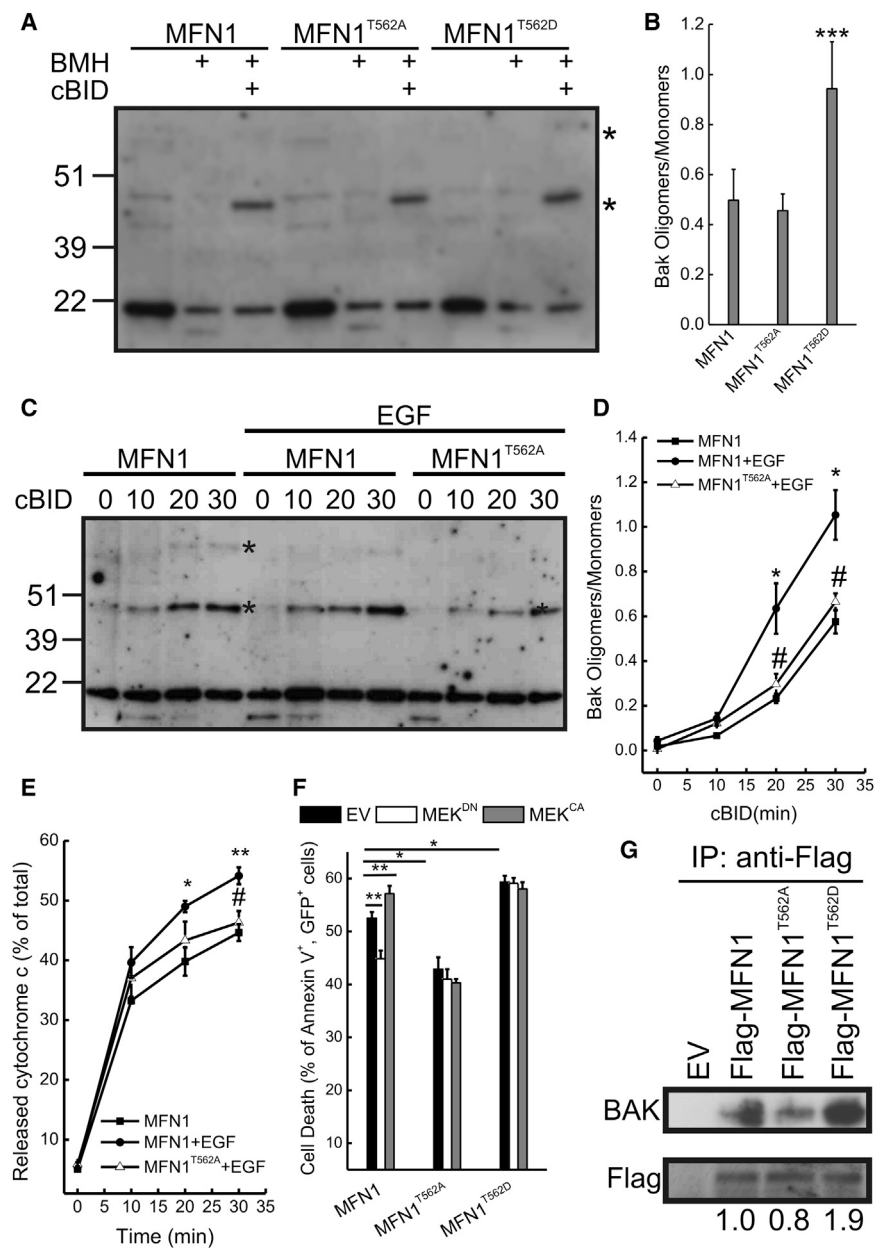 A
MFN1 MFN1T562A MFN1T562D
BMH + + + + + +
cBID + + +
51
39
22
*
*
B
Bak Oligomers/Monomers
1.2
1.0
0.8
0.6
0.4
0.2
0.0
***
MFN1
MFN1T562A
MFN1T562D
C
EGF
MFN1 MFN1 MFN1T562A
cBID 0 10 20 30 0 10 20 30 0 10 20 30
51
39
22
*
*
*
D
Bak Oligomers/Monomers
1.4
1.2
1.0
0.8
0.6
0.4
0.2
0.0
MFN1
MFN1+EGF
MFN1T562A+EGF
*
*
#
#
0 5 10 15 20 25 30 35
cBID(min)
E
Released cytochrome c (% of total)
60
50
40
30
20
10
*
**
#
MFN1
MFN1+EGF
MFN1T562A+EGF
0 5 10 15 20 25 30 35
Time (min)
F
EV MEKDN MEKCA
Cell Death (% of Annexin V+, GFP+ cells)
60
50
40
30
20
10
*
*
**
**
MFN1
MFN1T562A
MFN1T562D
G
IP: anti-Flag
EV
Flag-MFN1
Flag-MFN1T562A
Flag-MFN1T562D
BAK
Flag
1.0 0.8 1.9